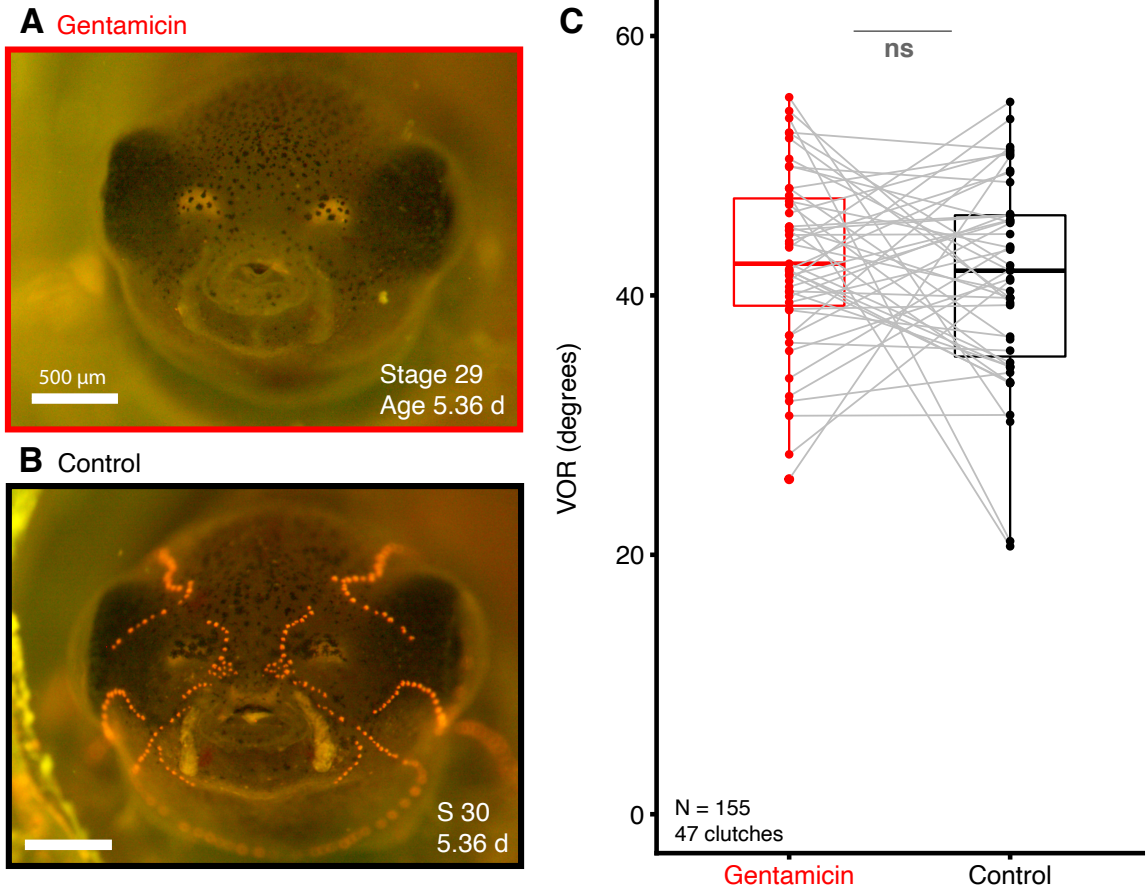 A Gentamicin
500 µm
Stage 29
Age 5.36 d
B Control
S 30
5.36 d
C
60
ns
40
20
0
VOR (degrees)
N = 155
47 clutches
Gentamicin
Control